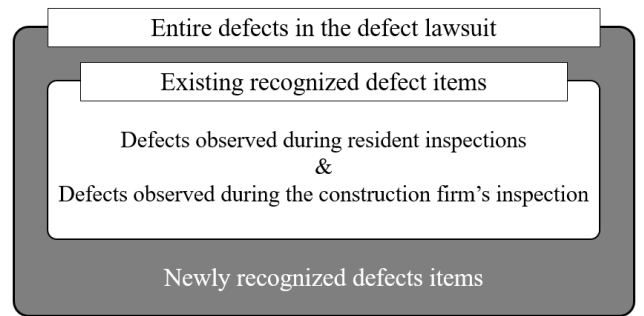 Entire defects in the defect lawsuit
Existing recognized defect items
Defects observed during resident inspections
&
Defects observed during the construction firm's inspection
Newly recognized defects items